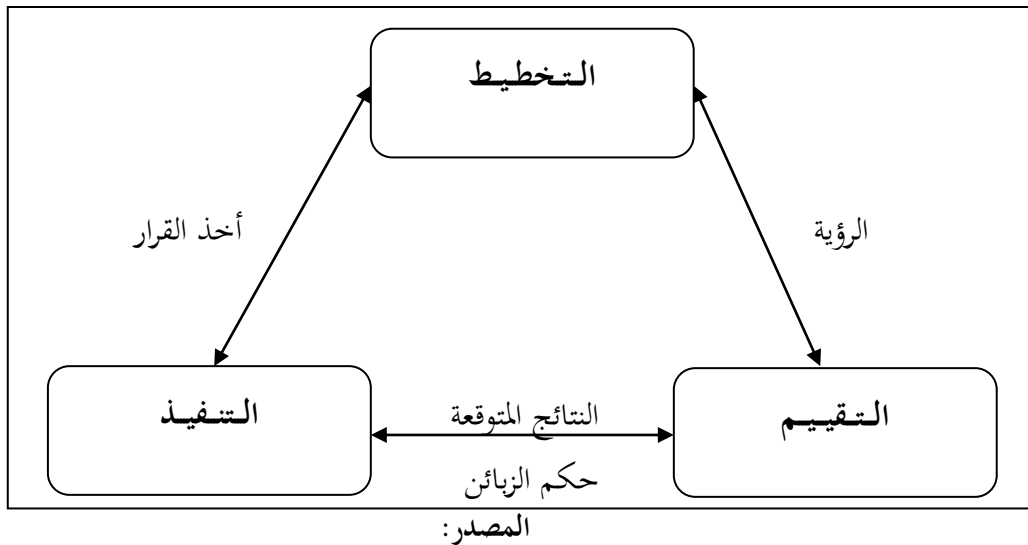 التخطيط
الرؤية
أخذ القرار
التقييم
النتائج المتوقعة
حكم الزبائن
التنفيذ
المصدر: